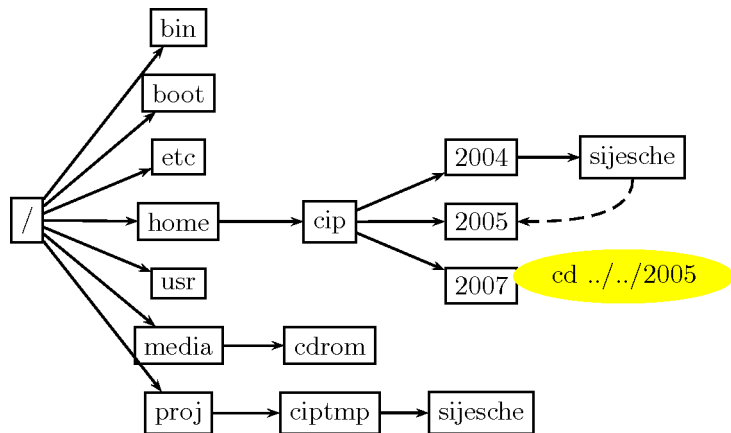 bin
boot
etc
2004 sijesche
/ home cip 2005
usr 2007 cd ../../2005
media cdrom
proj ciptmp sijesche